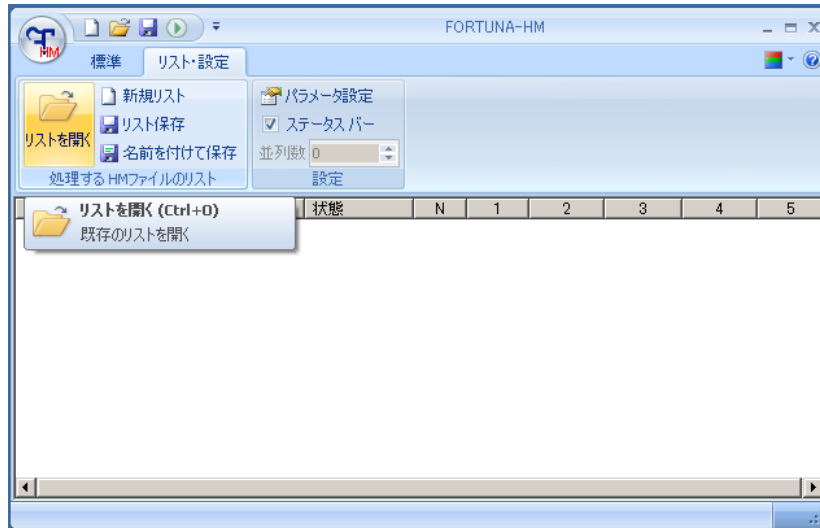 FORTUNA-HM
HM
標準
リスト・設定
リストを開く
新規リスト
リスト保存
名前を付けて保存
処理するHMファイルのリスト
パラメータ設定
ステータス バー
並列数 0
設定
リストを開く (Ctrl+O)
既存のリストを開く
状態 N 1 2 3 4 5